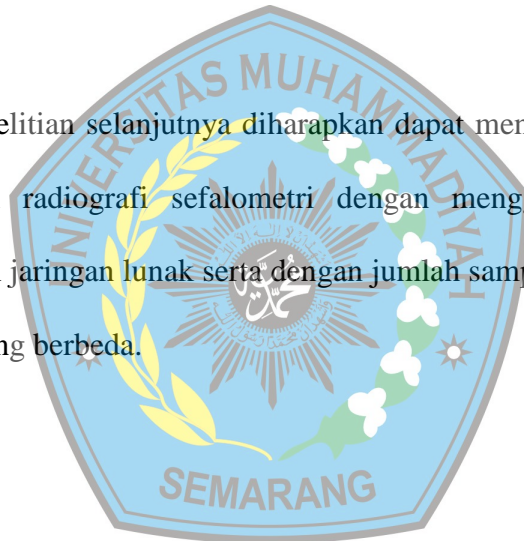 UNIVERSITAS MUHAMMADIYAH
elitian selanjutnya diharapkan dapat men
radiografi sefalometri dengan meng
jaringan lunak serta dengan jumlah samp
ng berbeda.
SEMARANG